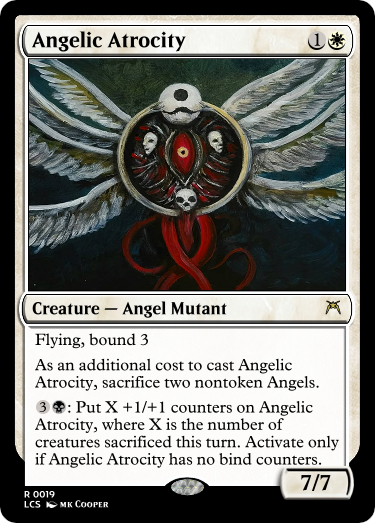 Angelic Atrocity 1
Creature — Angel Mutant
Flying, bound 3
As an additional cost to cast Angelic
Atrocity, sacrifice two nontoken Angels.
3: Put X +1/+1 counters on Angelic
Atrocity, where X is the number of
creatures sacrificed this turn. Activate only
if Angelic Atrocity has no bind counters.
7/7
R 0019
LCS MK COOPER